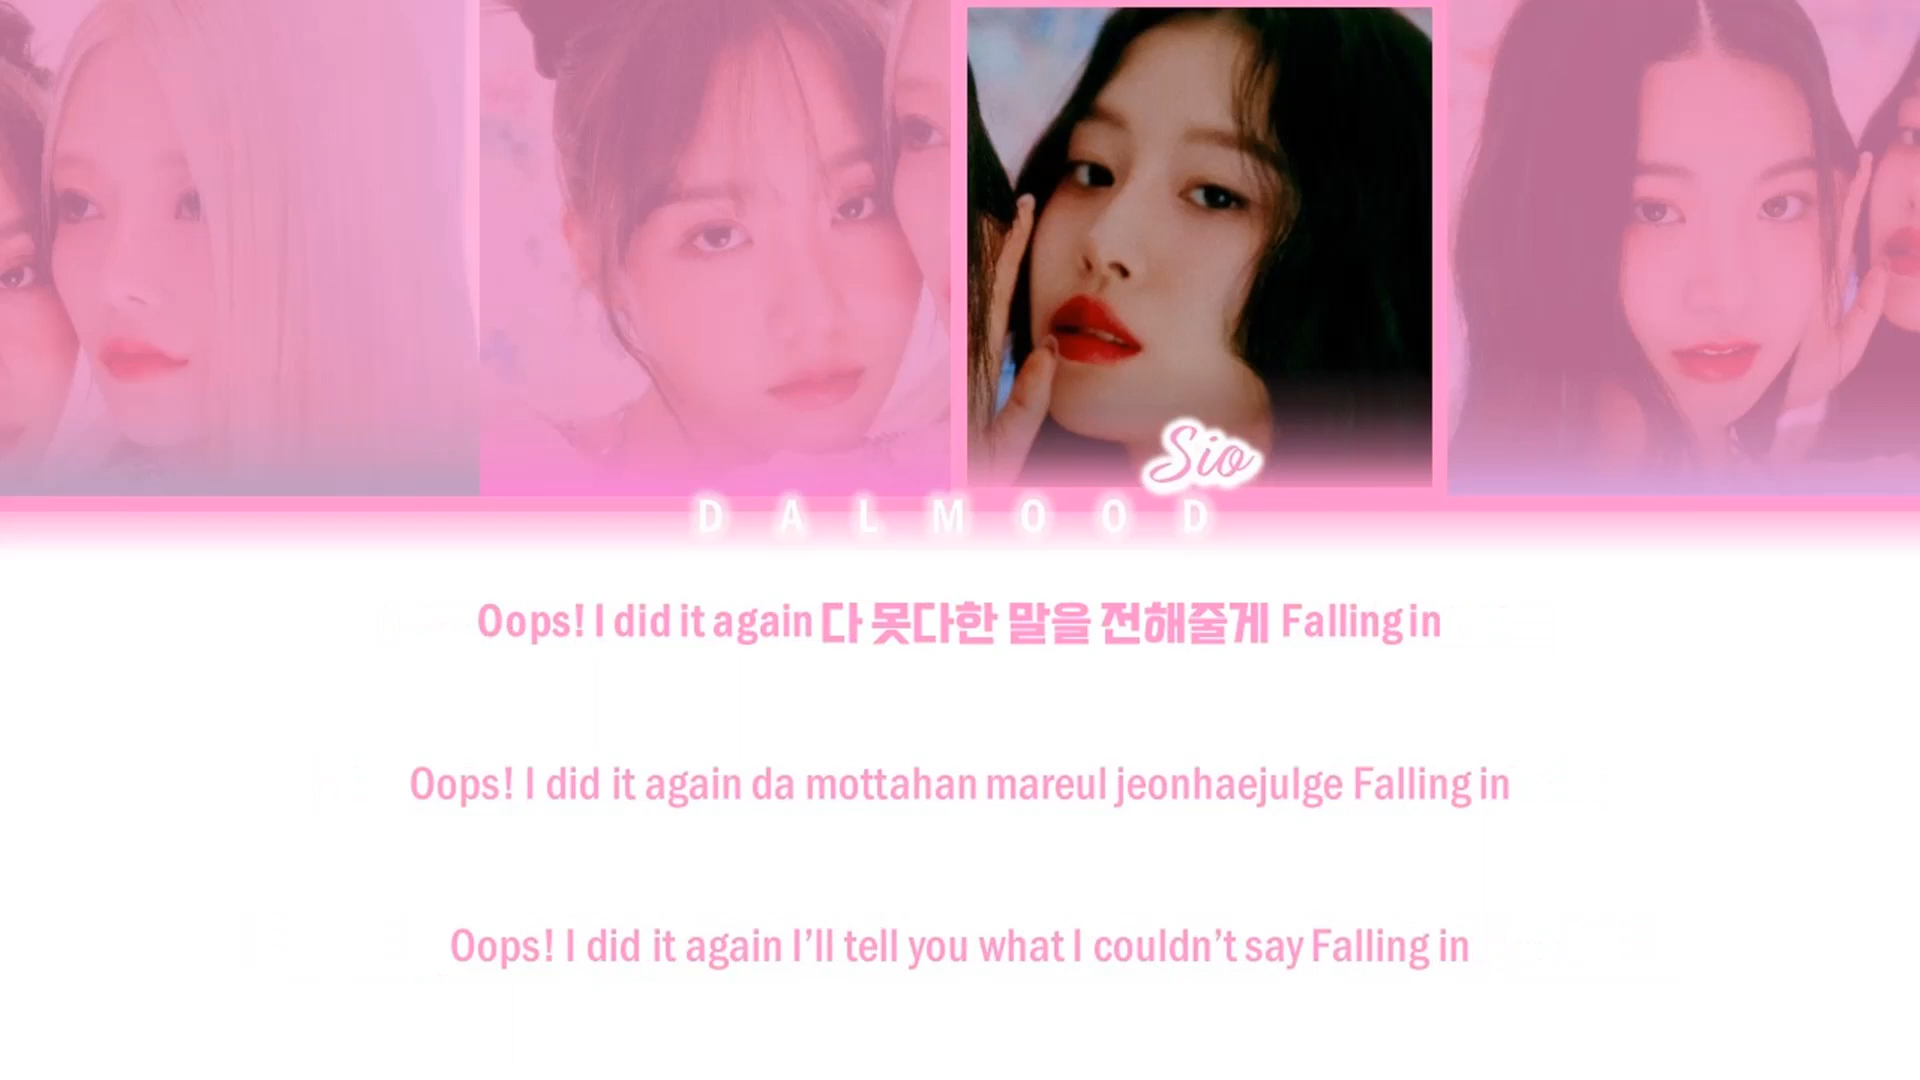 Sio
DALMOOD
Oops! I did it again 다 못다한 말을 전해줄게 Falling in
Oops! I did it again da mottahan mareul jeonhaejulge Falling in
Oops! I did it again I’ll tell you what I couldn’t say Falling in